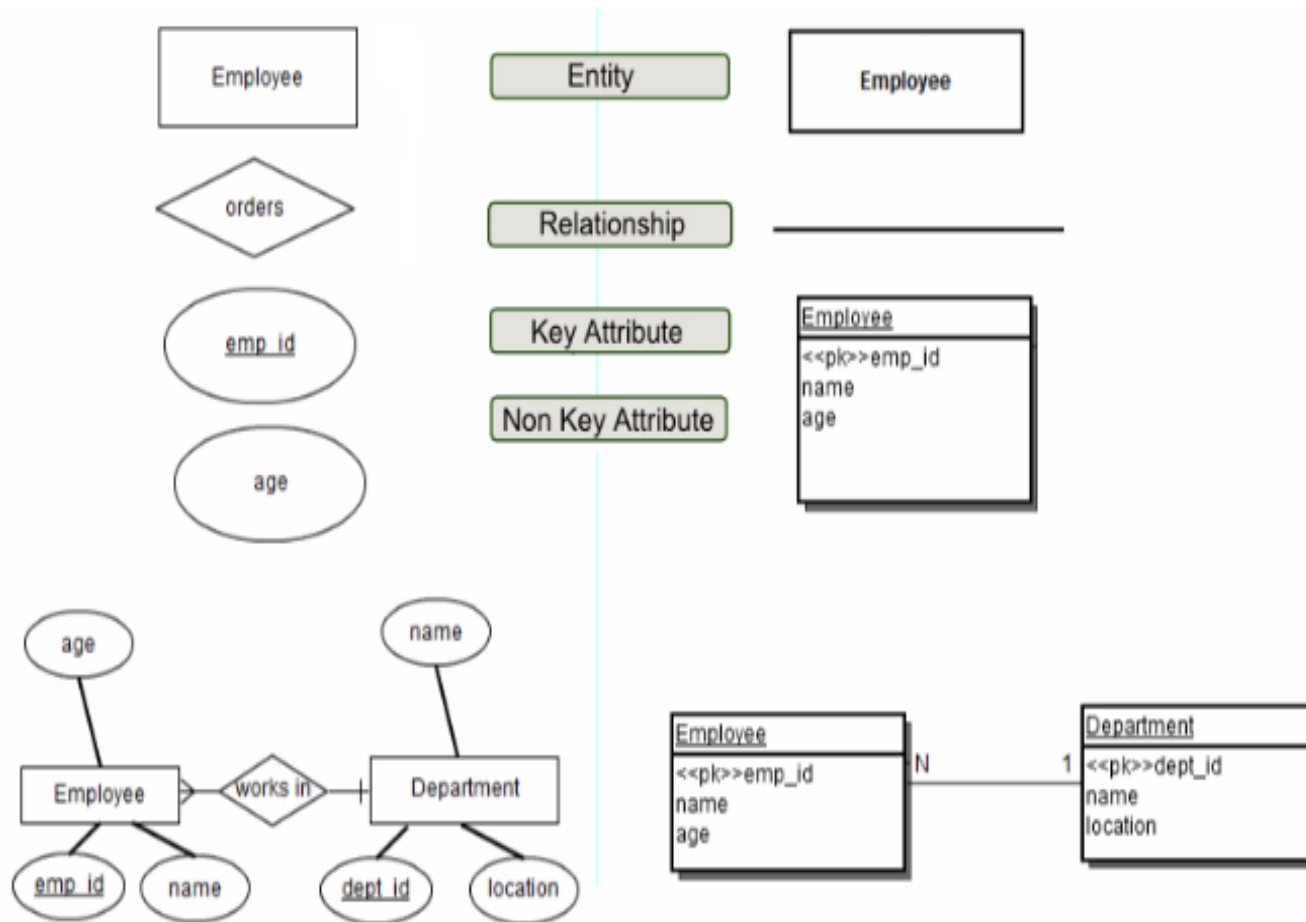 Employee
Entity
Employee
orders
Relationship
emp_id
Key Attribute
Employee
<<pk>>emp_id
name
age
Non Key Attribute
age
age
name
Employee
works in
Department
emp_id
name
dept_id
location
Employee
<<pk>>emp_id
name
age
N
1
Department
<<pk>>dept_id
name
location